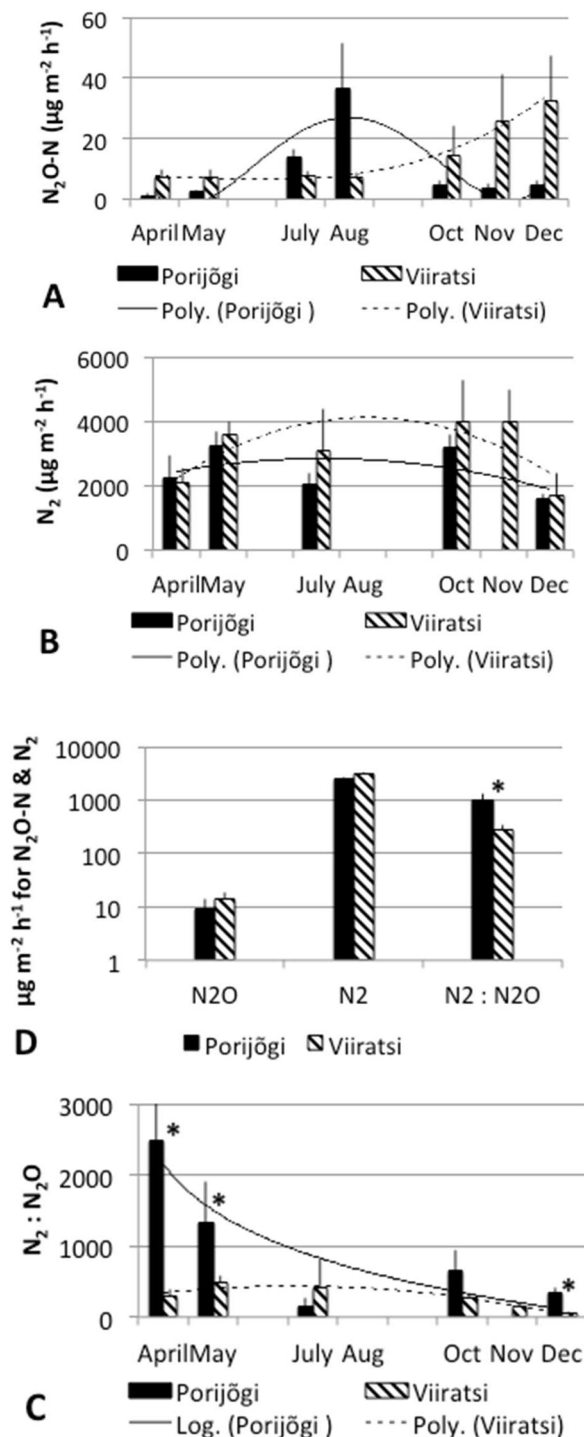 60
40
20
0
N₂O-N (µg m⁻² h⁻¹)
April May July Aug Oct Nov Dec
Porijõgi Viiratsi
Poly. (Porijõgi ) Poly. (Viiratsi)
A
6000
4000
2000
0
N₂ (µg m⁻² h⁻¹)
April May July Aug Oct Nov Dec
Porijõgi Viiratsi
Poly. (Porijõgi ) Poly. (Viiratsi)
B
10000
1000
100
10
1
µg m⁻² h⁻¹ for N₂O-N & N₂
*
N2O N2 N2 : N2O
Porijõgi Viiratsi
D
3000
2000
1000
0
N₂ : N₂O
*
*
*
April May July Aug Oct Nov Dec
Porijõgi Viiratsi
Log. (Porijõgi ) Poly. (Viiratsi)
C